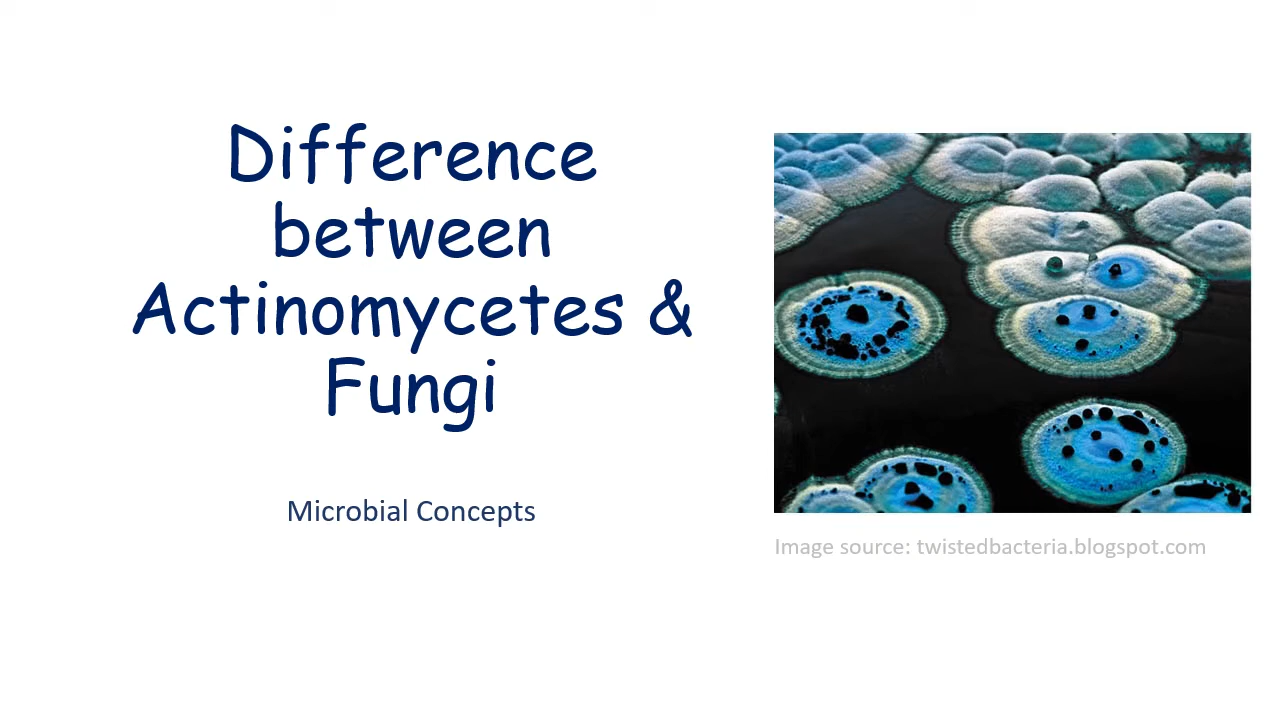 Difference
between
Actinomycetes &
Fungi
Microbial Concepts
Image source: twistedbacteria.blogspot.com